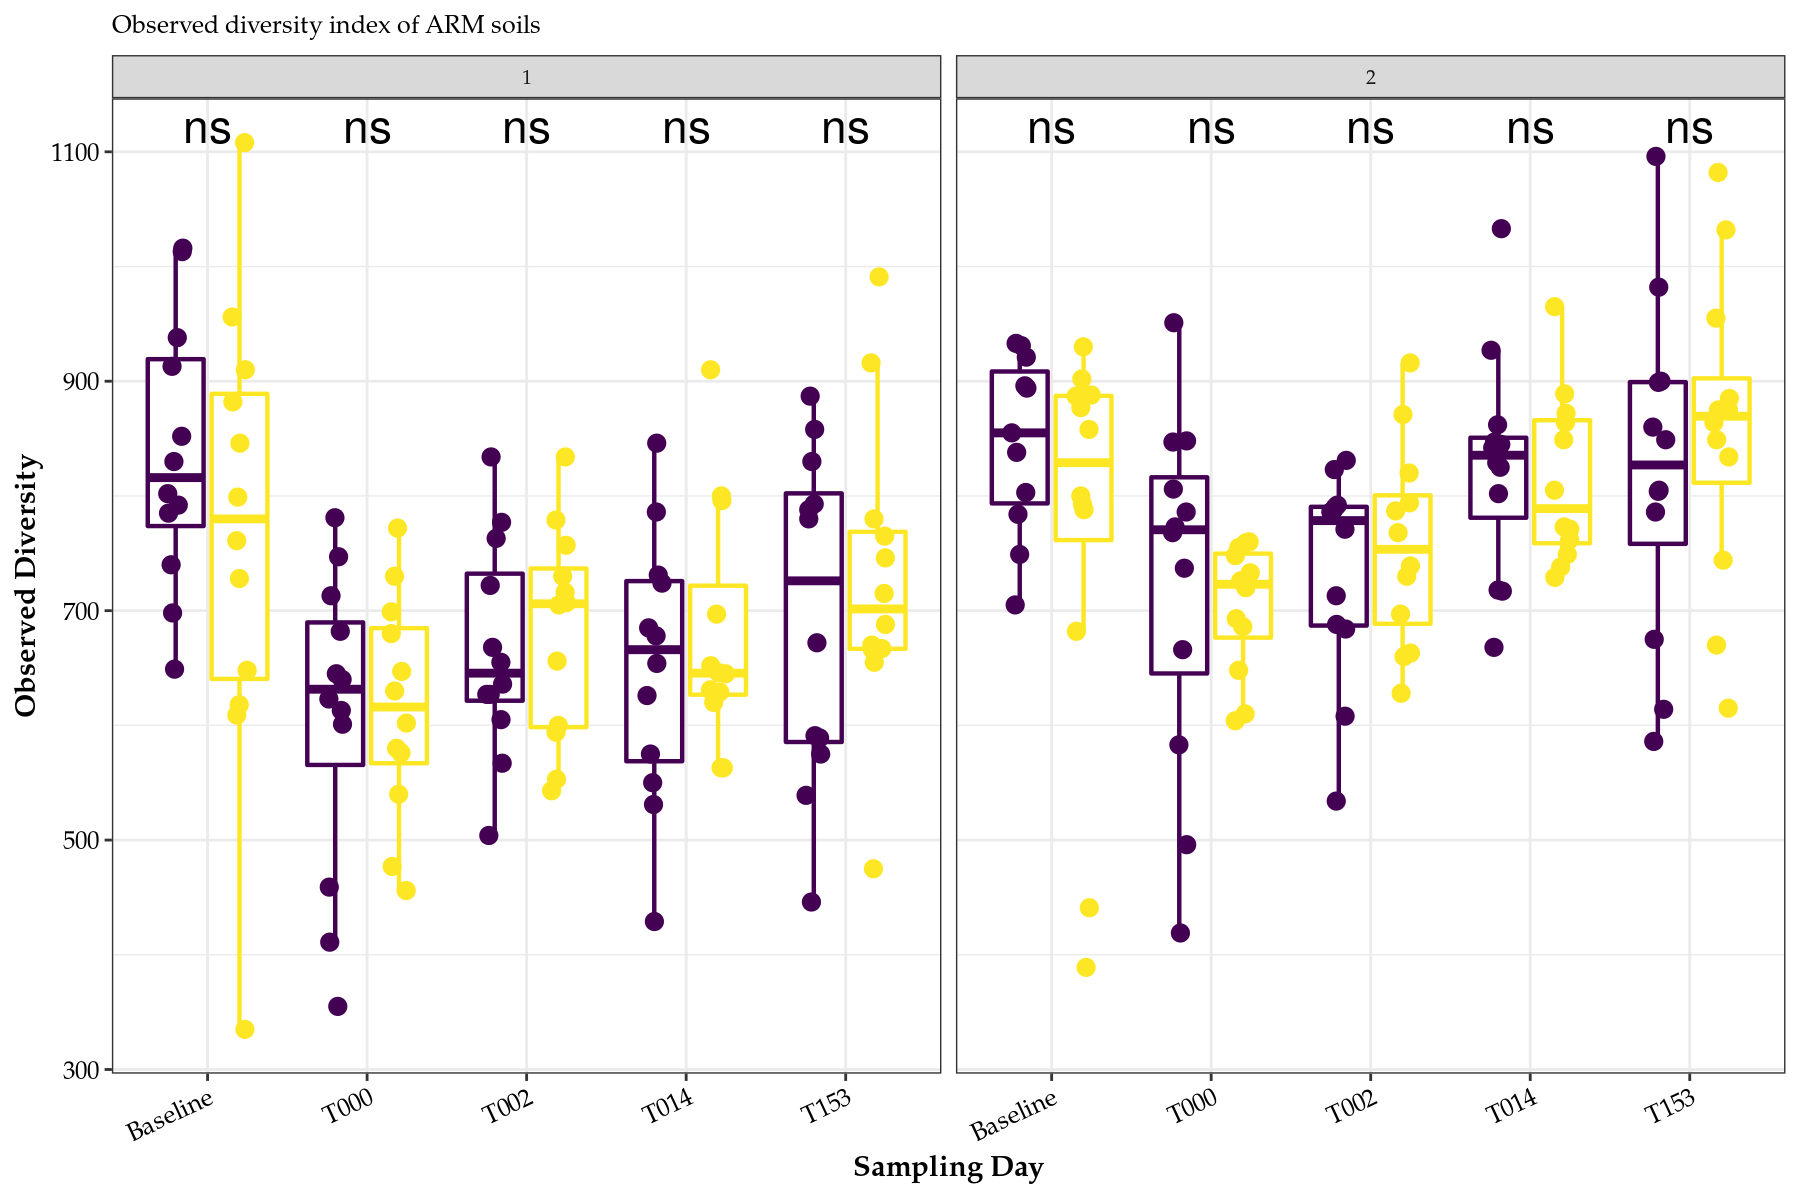 Observed diversity index of ARM soils
1
2
ns ns ns ns ns
ns ns ns ns ns
1100
900
700
500
300
Observed Diversity
Baseline T000 T002 T014 T153
Baseline T000 T002 T014 T153
Sampling Day